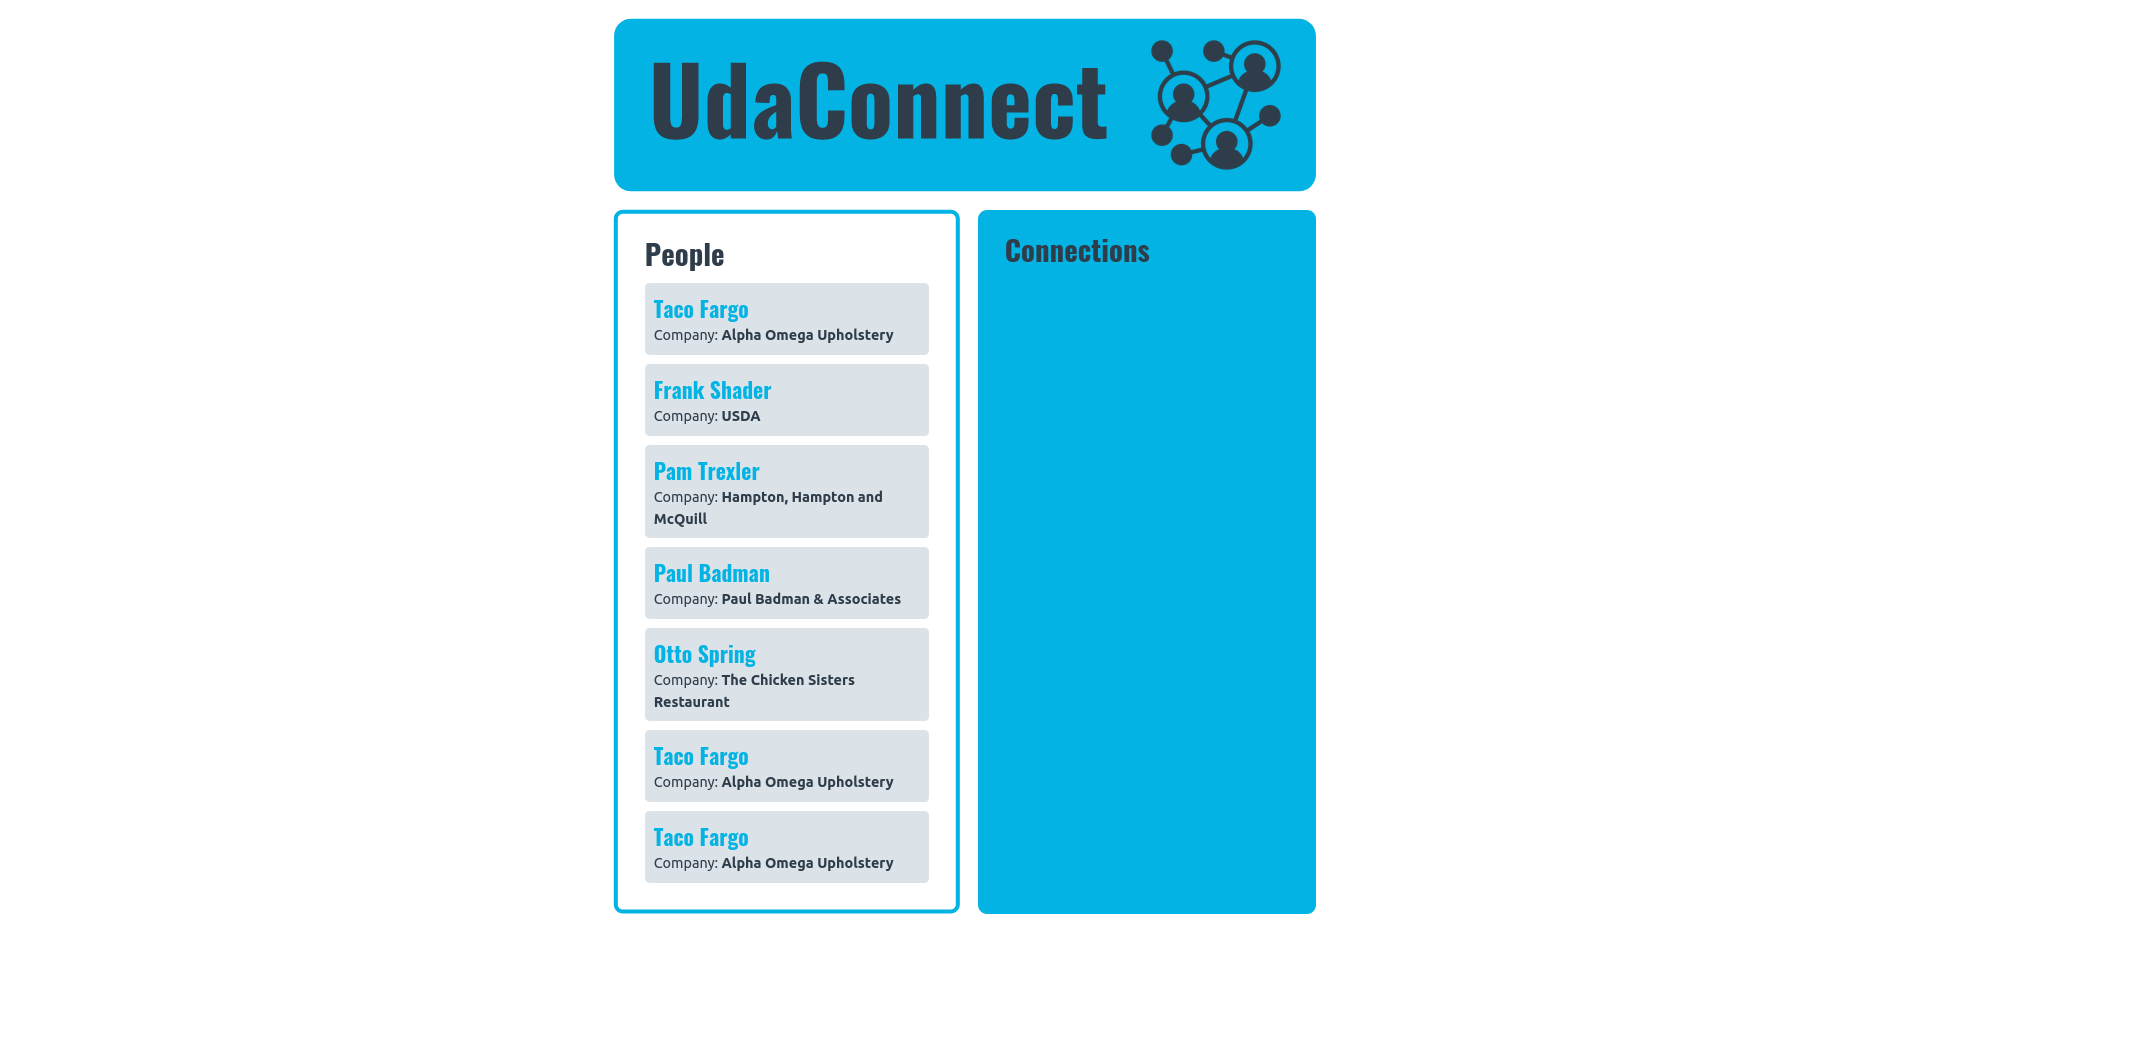 UdaConnect
People
Taco Fargo
Company: Alpha Omega Upholstery
Frank Shader
Company: USDA
Pam Trexler
Company: Hampton, Hampton and
McQuill
Paul Badman
Company: Paul Badman & Associates
Otto Spring
Company: The Chicken Sisters
Restaurant
Taco Fargo
Company: Alpha Omega Upholstery
Taco Fargo
Company: Alpha Omega Upholstery
Connections